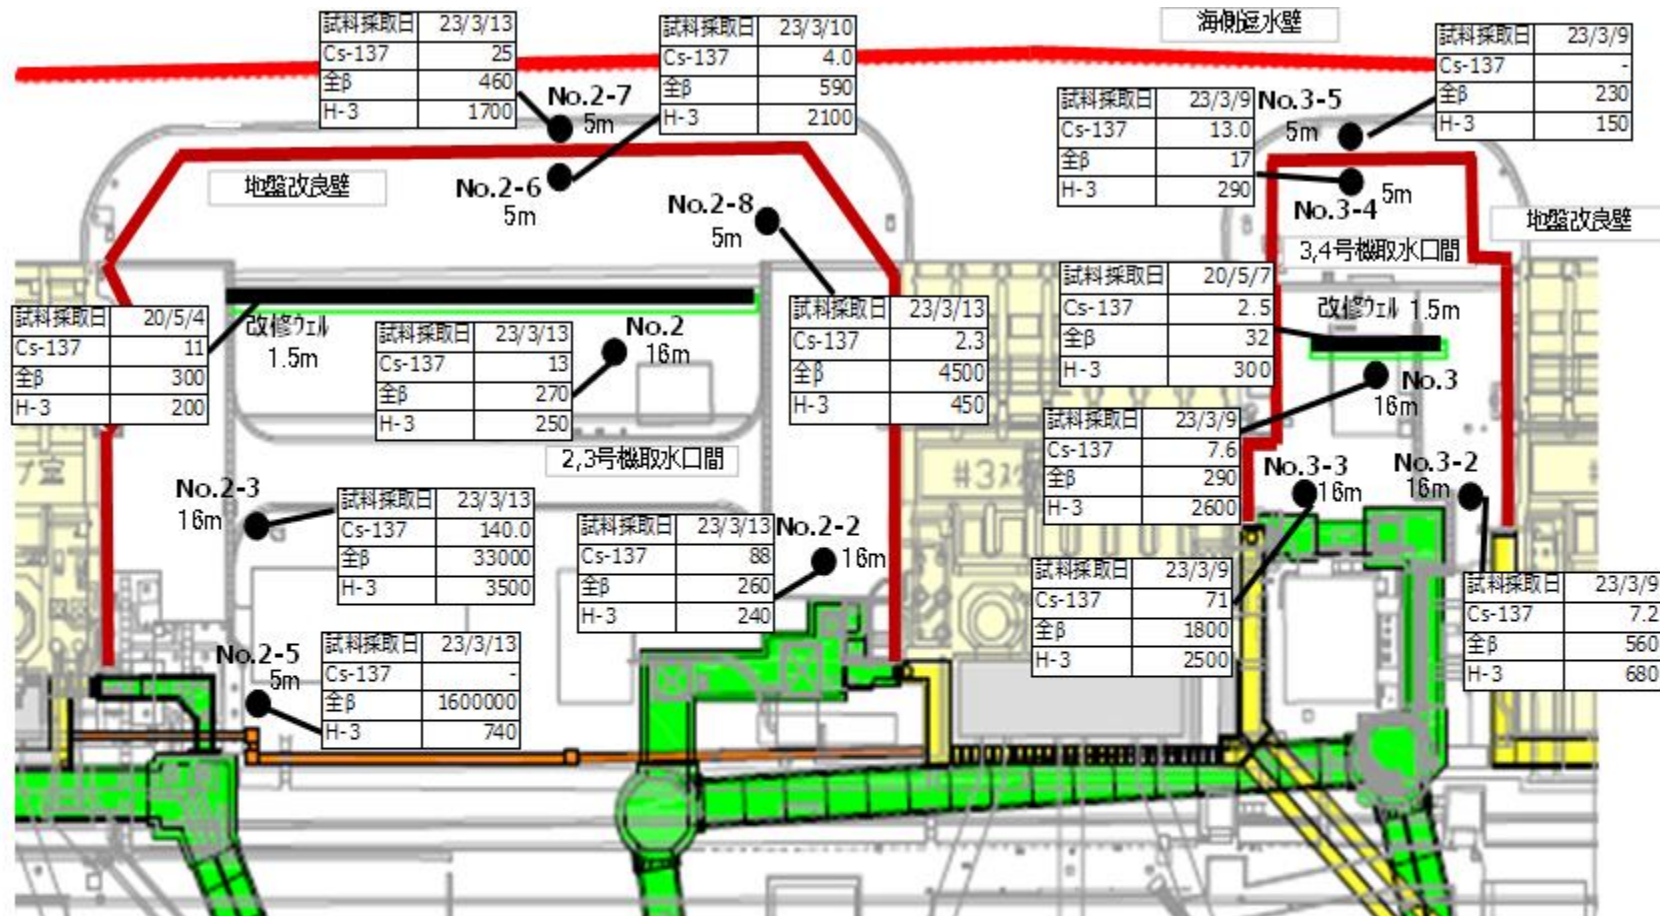 海側遮水壁
試料採取日 23/3/13
Cs-137 25
全β 460
H-3 1700
No.2-7
5m
試料採取日 23/3/10
Cs-137 4.0
全β 590
H-3 2100
No.2-6
5m
地盤改良壁
試料採取日 23/3/9
Cs-137 -
全β 230
H-3 150
No.3-5
5m
試料採取日 23/3/9
Cs-137 13.0
全β 17
H-3 290
No.3-4
5m
地盤改良壁
No.2-8
5m
試料採取日 23/3/13
Cs-137 2.3
全β 4500
H-3 450
3,4号機取水口間
試料採取日 20/5/7
Cs-137 2.5
全β 32
H-3 300
改修ウェル 1.5m
試料採取日 20/5/4
Cs-137 11
全β 300
H-3 200
改修ウェル
1.5m
試料採取日 23/3/13
Cs-137 13
全β 270
H-3 250
No.2
16m
No.3
16m
試料採取日 23/3/9
Cs-137 7.6
全β 290
H-3 2600
2,3号機取水口間
プ室
#3スク
No.3-3
16m
No.3-2
16m
No.2-3
16m
試料採取日 23/3/13
Cs-137 140.0
全β 33000
H-3 3500
試料採取日 23/3/13
Cs-137 88
全β 260
H-3 240
No.2-2
16m
試料採取日 23/3/9
Cs-137 71
全β 1800
H-3 2500
試料採取日 23/3/9
Cs-137 7.2
全β 560
H-3 680
No.2-5
5m
試料採取日 23/3/13
Cs-137 -
全β 1600000
H-3 740